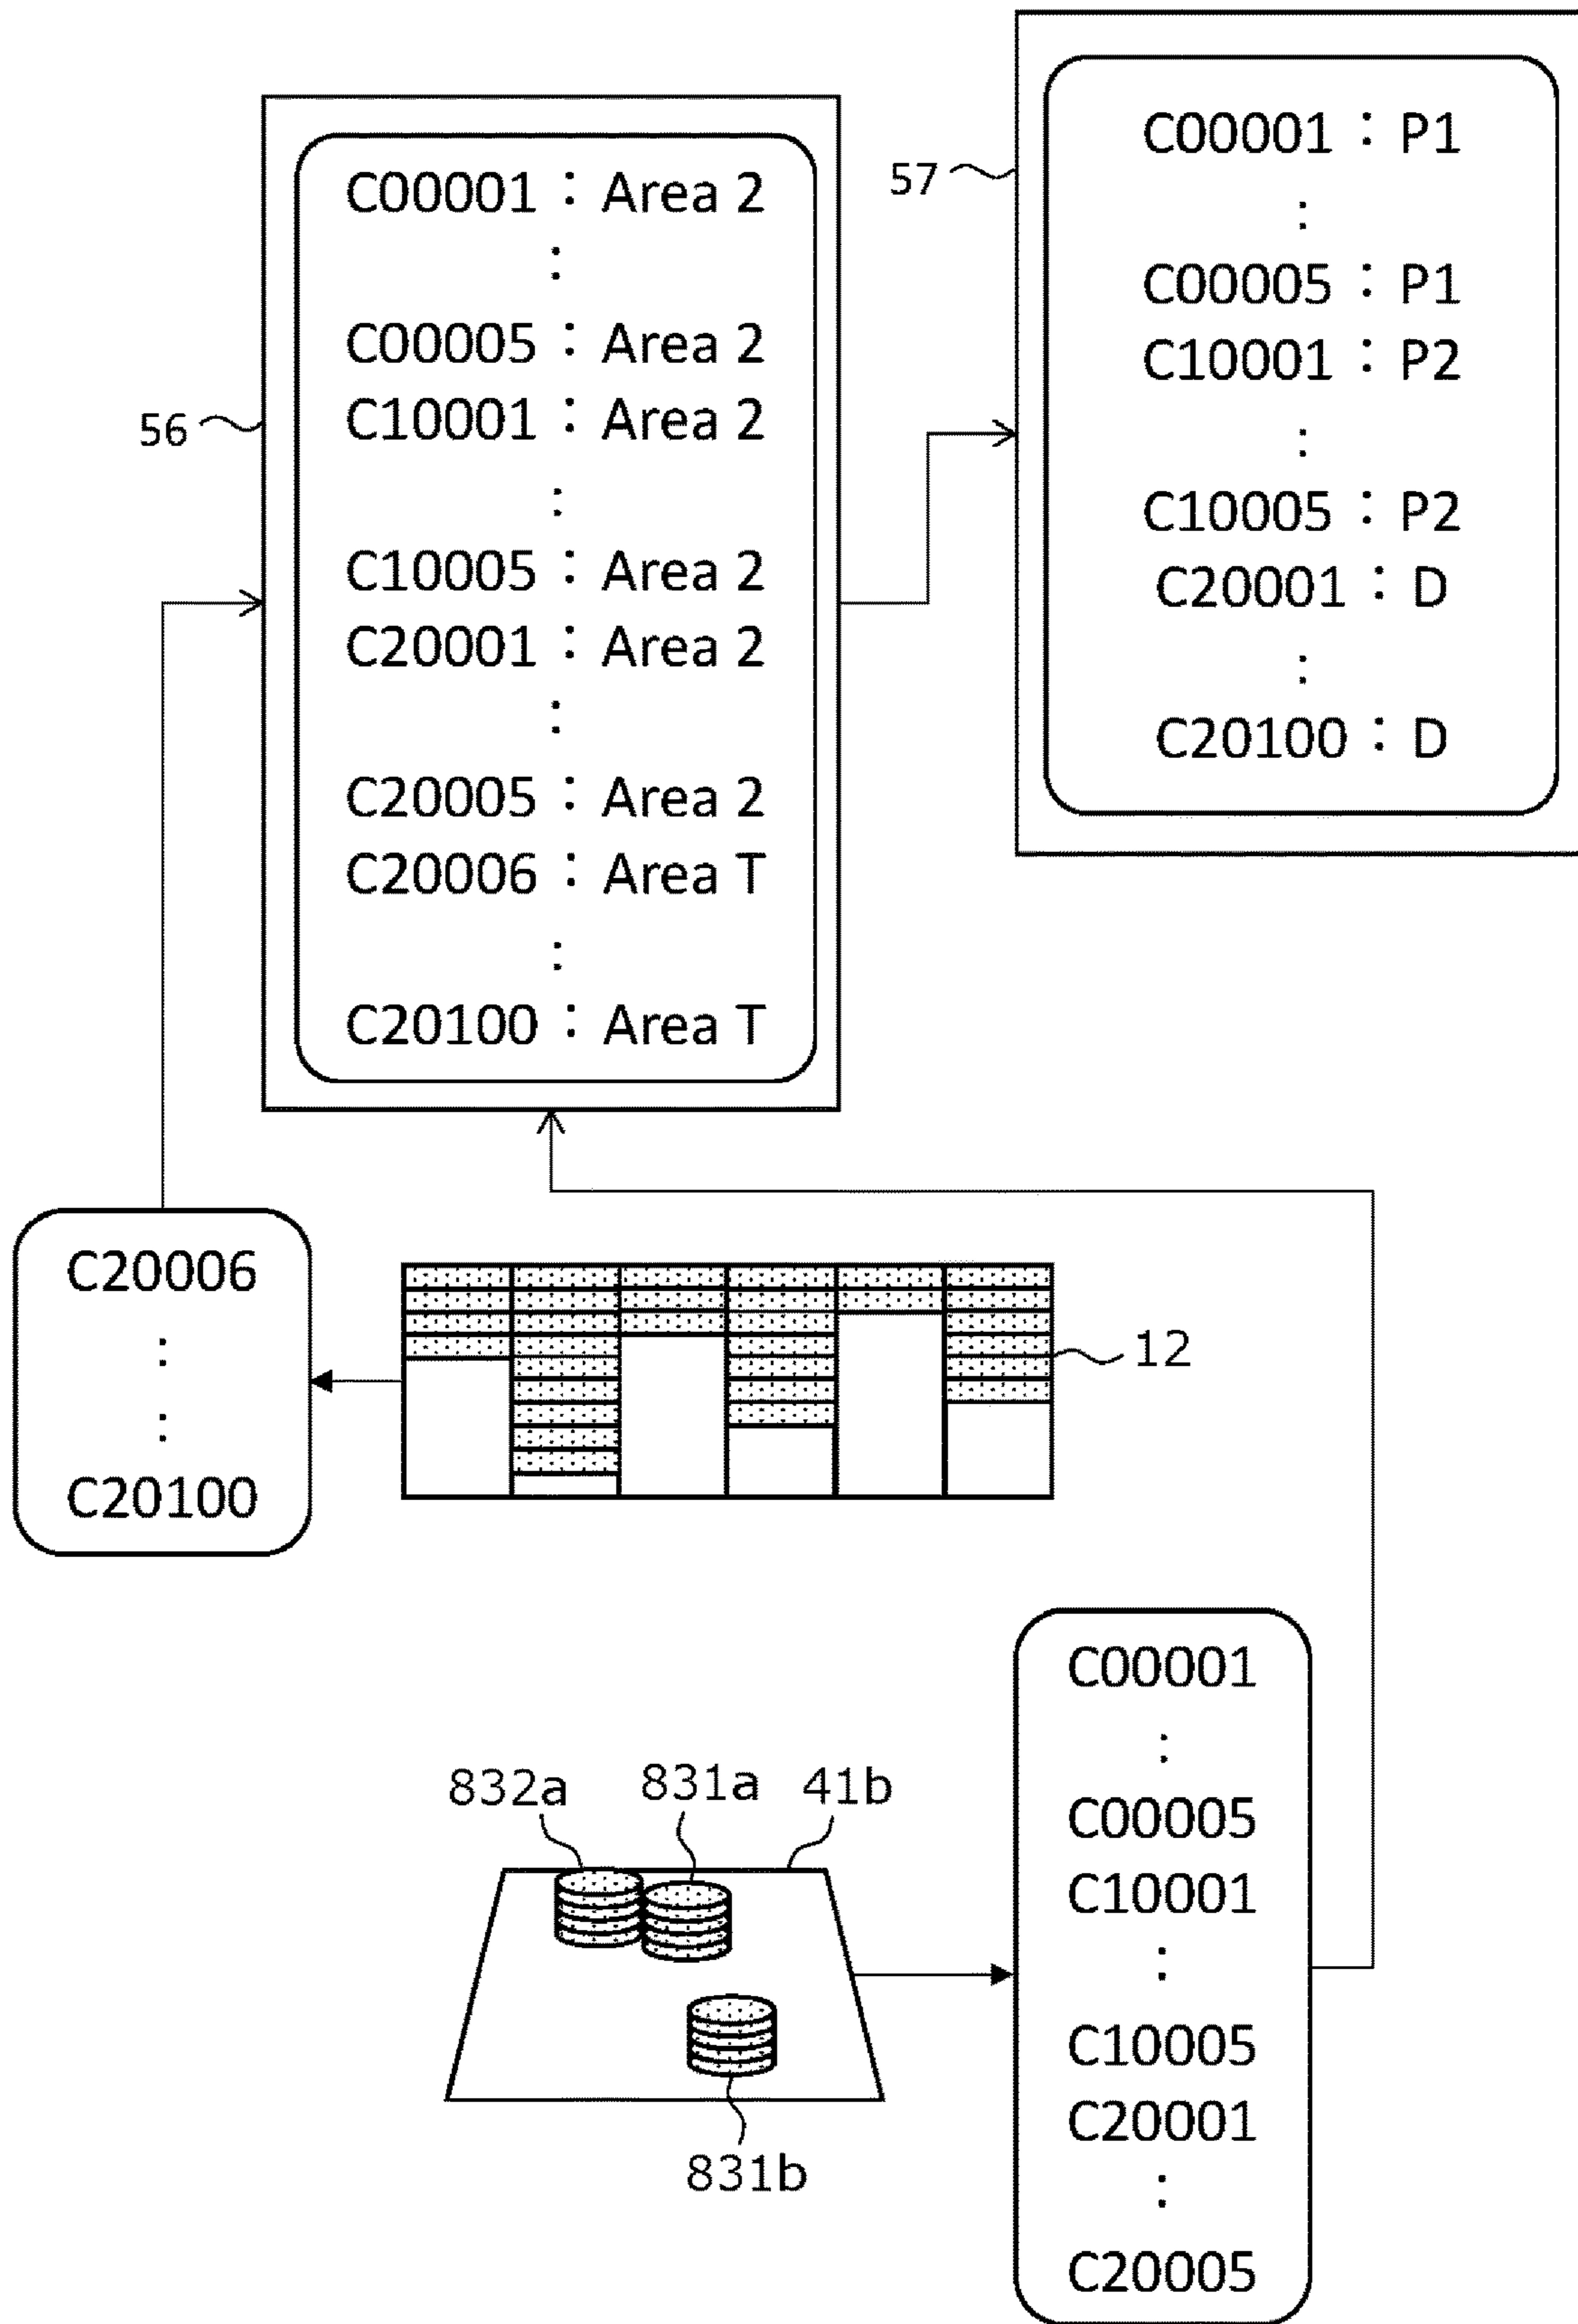 57
C00001 : P1
:
C00005 : P1
C10001 : P2
:
C10005 : P2
C20001 : D
:
C20100 : D
56
C00001 : Area 2
:
C00005 : Area 2
C10001 : Area 2
:
C10005 : Area 2
C20001 : Area 2
:
C20005 : Area 2
C20006 : Area T
:
C20100 : Area T
C20006
:
:
C20100
12
832a
831a
41b
831b
C00001
:
C00005
C10001
:
C10005
C20001
:
C20005